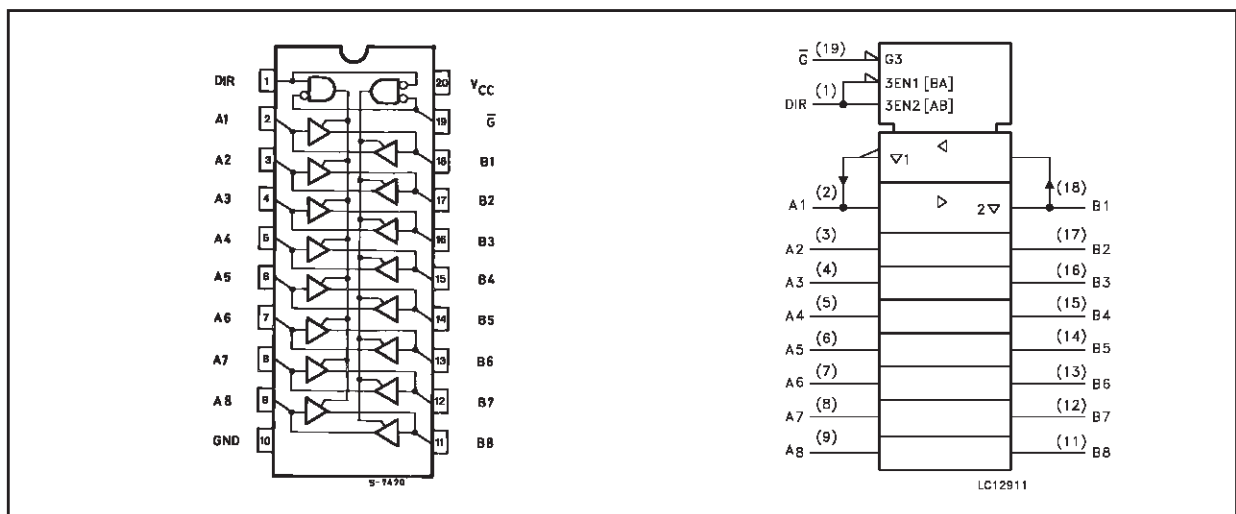 DIR 1 20 VCC
A1 2 19 G̅
A2 3 18 B1
A3 4 17 B2
A4 5 16 B3
A5 6 15 B4
A6 7 14 B5
A7 8 13 B6
A8 9 12 B7
GND 10 11 B8
S-7470
G̅ (19) G3
3EN1 [BA]
DIR (1) 3EN2 [AB]
▽1 ◁
A1 (2) ▷ 2▽ (18) B1
A2 (3) (17) B2
A3 (4) (16) B3
A4 (5) (15) B4
A5 (6) (14) B5
A6 (7) (13) B6
A7 (8) (12) B7
A8 (9) (11) B8
LC12911